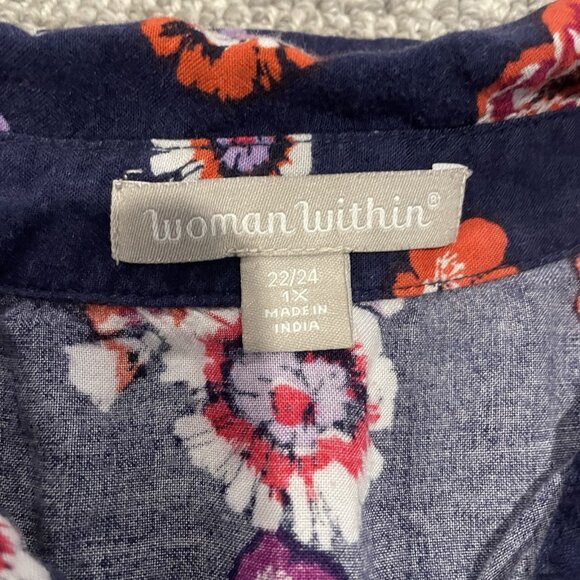 woman within®
22/24
1X
MADE IN
INDIA